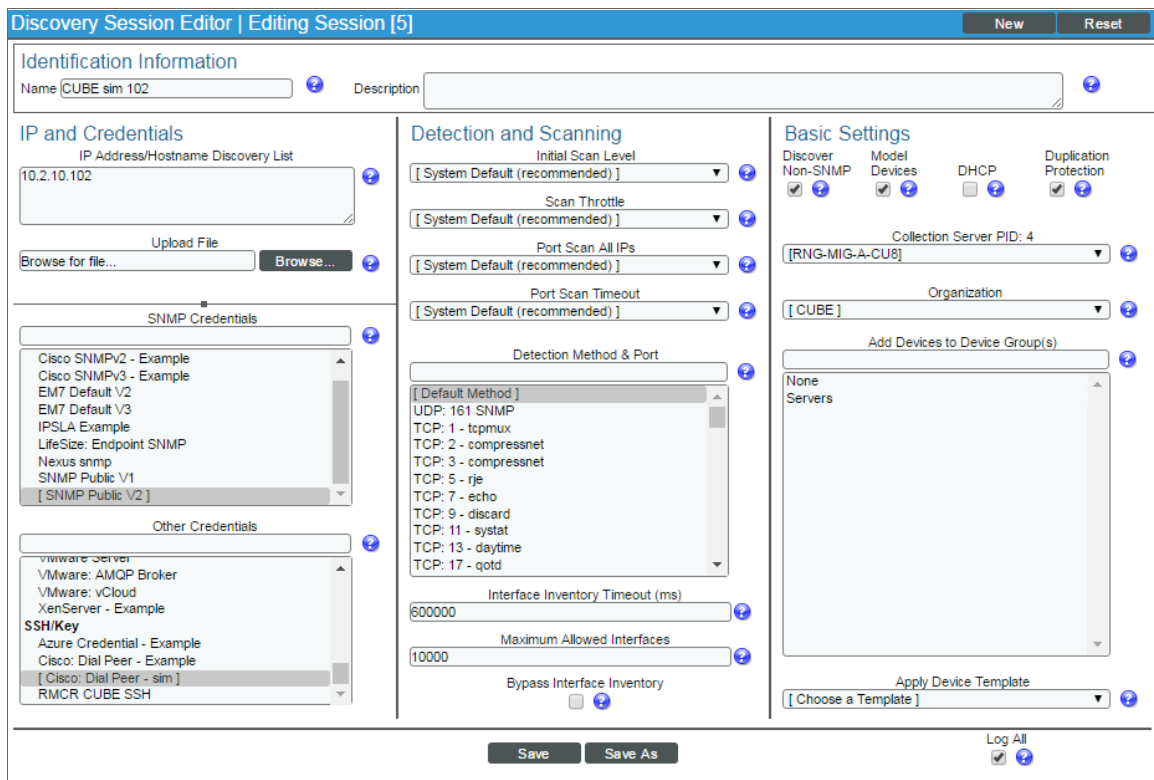 Discovery Session Editor | Editing Session [5]
New
Reset
Identification Information
Name
CUBE sim 102
Description
IP and Credentials
IP Address/Hostname Discovery List
10.2.10.102
Upload File
Browse for file...
Browse...
SNMP Credentials
Cisco SNMPv2 - Example
Cisco SNMPv3 - Example
EM7 Default V2
EM7 Default V3
IPSLA Example
LifeSize: Endpoint SNMP
Nexus snmp
SNMP Public V1
[ SNMP Public V2 ]
Other Credentials
VMware Server
VMware: AMQP Broker
VMware: vCloud
XenServer - Example
SSH/Key
Azure Credential - Example
Cisco: Dial Peer - Example
[ Cisco: Dial Peer - sim ]
RMCR CUBE SSH
Detection and Scanning
Initial Scan Level
[ System Default (recommended) ]
Scan Throttle
[ System Default (recommended) ]
Port Scan All IPs
[ System Default (recommended) ]
Port Scan Timeout
[ System Default (recommended) ]
Detection Method & Port
[ Default Method ]
UDP: 161 SNMP
TCP: 1 - tcpmux
TCP: 2 - compressnet
TCP: 3 - compressnet
TCP: 5 - rje
TCP: 7 - echo
TCP: 9 - discard
TCP: 11 - systat
TCP: 13 - daytime
TCP: 17 - qotd
Interface Inventory Timeout (ms)
600000
Maximum Allowed Interfaces
10000
Bypass Interface Inventory
Basic Settings
Discover Non-SNMP
Model Devices
DHCP
Duplication Protection
Collection Server PID: 4
[RNG-MIG-A-CU8]
Organization
[ CUBE ]
Add Devices to Device Group(s)
None
Servers
Apply Device Template
[ Choose a Template ]
Save
Save As
Log All